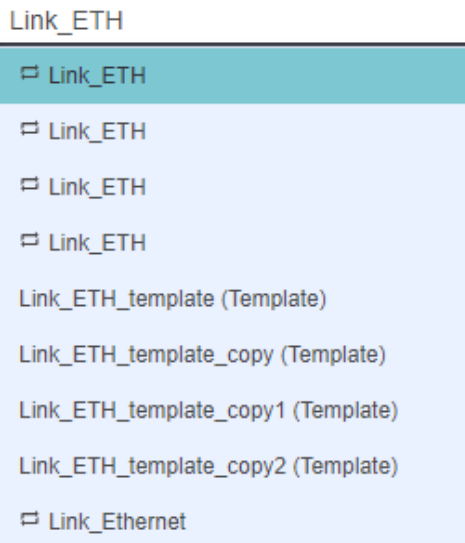 Link_ETH
Link_ETH
Link_ETH
Link_ETH
Link_ETH
Link_ETH_template (Template)
Link_ETH_template_copy (Template)
Link_ETH_template_copy1 (Template)
Link_ETH_template_copy2 (Template)
Link_Ethernet